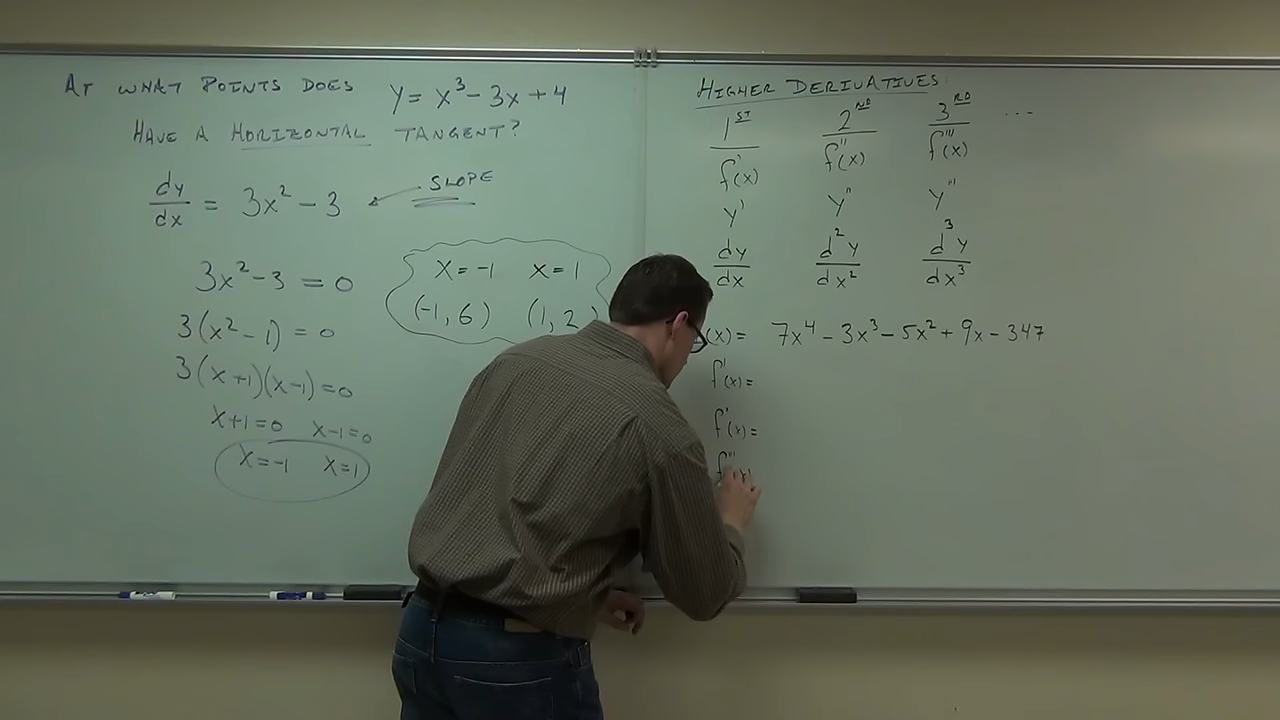 AT WHAT POINTS DOES y = x³ - 3x + 4
HAVE A HORIZONTAL TANGENT?
dy/dx = 3x² - 3 ← SLOPE
3x² - 3 = 0
3(x² - 1) = 0
3(x+1)(x-1) = 0
x+1=0 x-1=0
x=-1 x=1
x=-1 x=1
(-1, 6) (1, 2)
HIGHER DERIVATIVES
1ST 2ND 3RD ...
f'(x) f''(x) f'''(x)
y' y'' y'''
dy/dx d²y/dx² d³y/dx³
(x) = 7x⁴ - 3x³ - 5x² + 9x - 347
f'(x) =
f'(x) =
f'''(x)